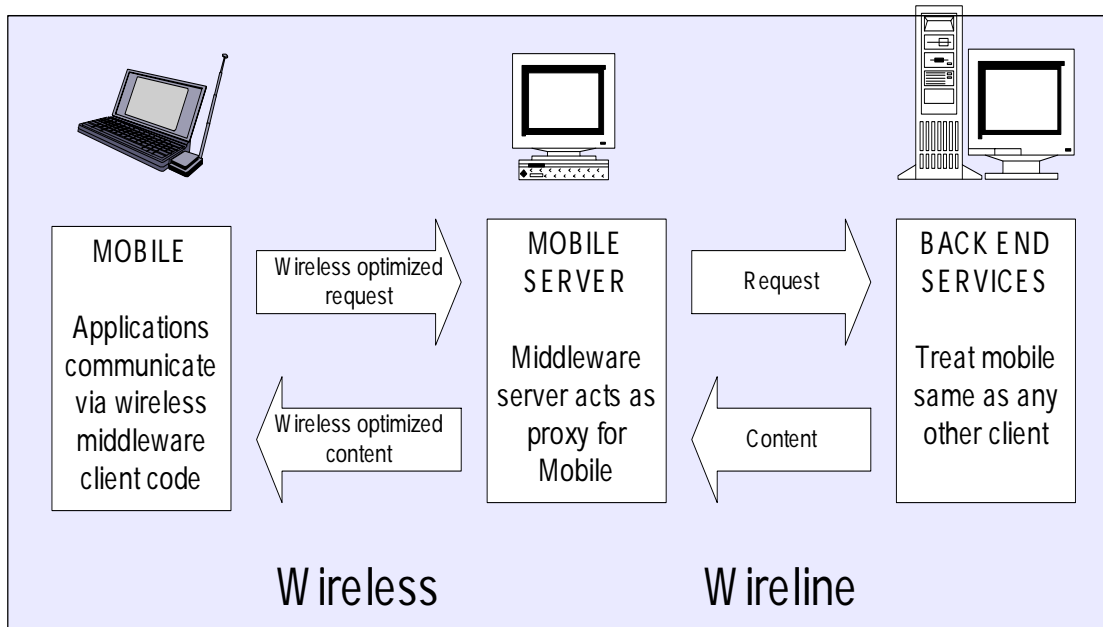 MOBILE
Applications
communicate
via wireless
middleware
client code
Wireless optimized
request
Wireless optimized
content
MOBILE
SERVER
Middleware
server acts as
proxy for
Mobile
Request
Content
BACK END
SERVICES
Treat mobile
same as any
other client
Wireless
Wireline